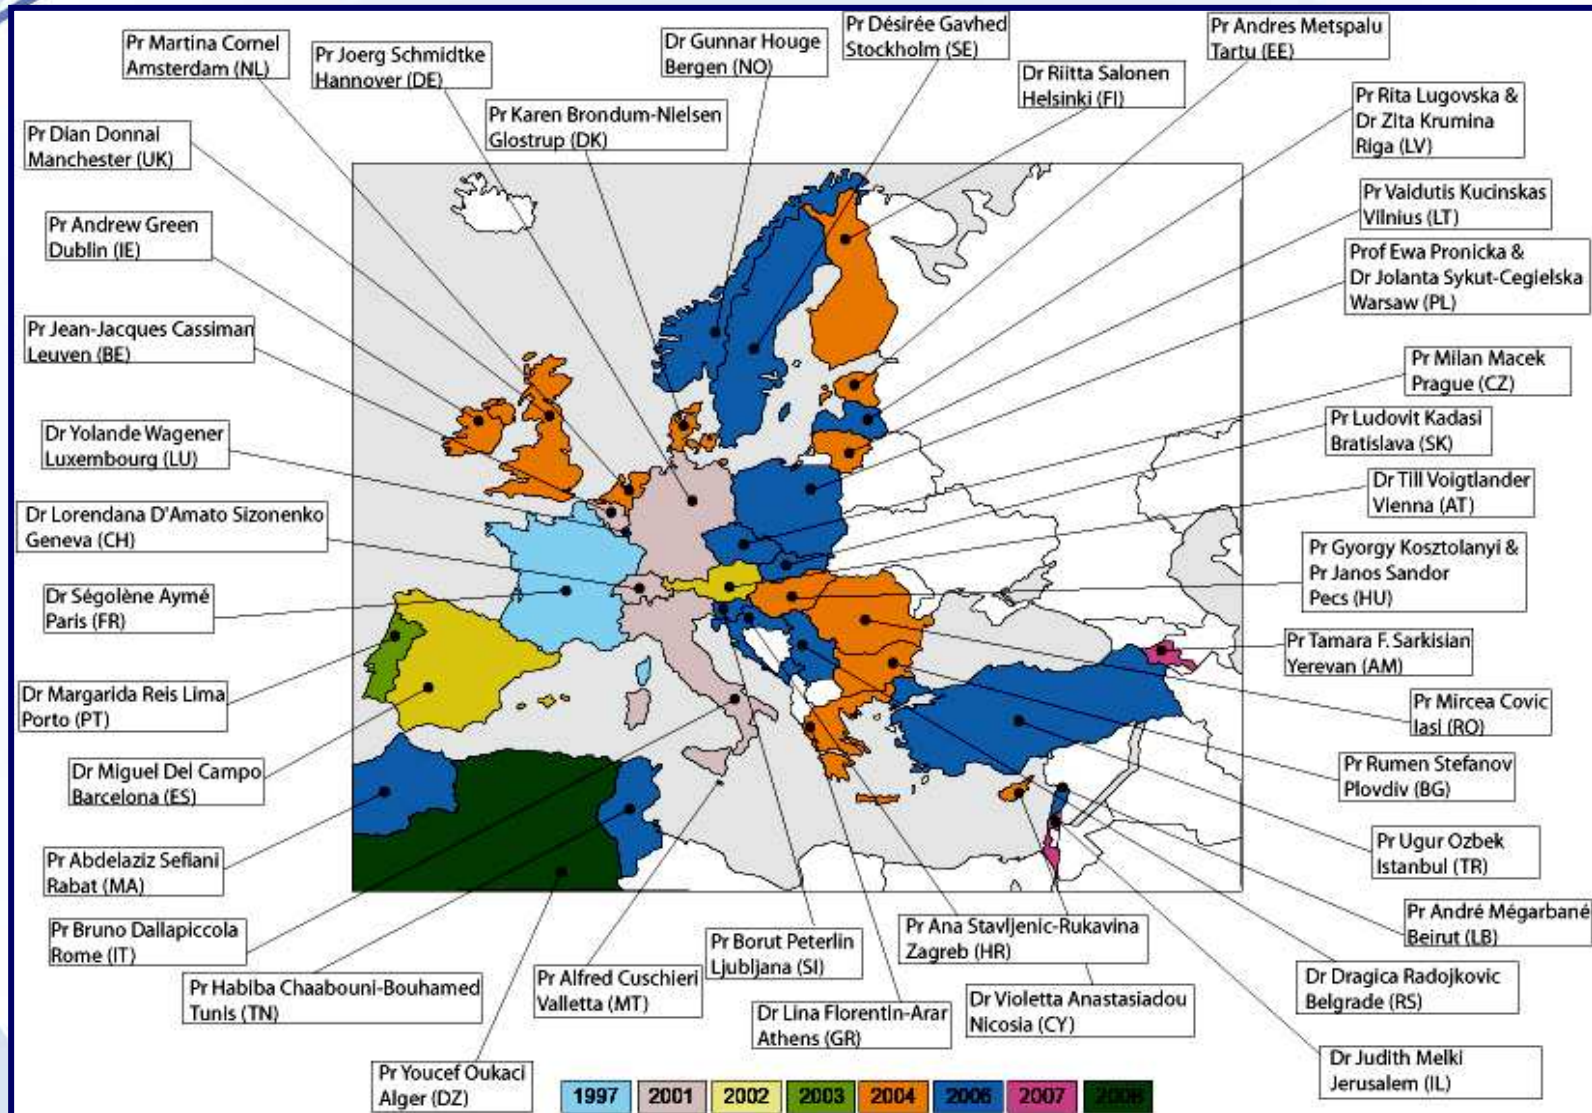 Pr Martina Cornel
Amsterdam (NL)
Pr Joerg Schmidtke
Hannover (DE)
Dr Gunnar Houge
Bergen (NO)
Pr Désirée Gavhed
Stockholm (SE)
Pr Andres Metspalu
Tartu (EE)
Dr Riitta Salonen
Helsinki (FI)
Pr Karen Brondum-Nielsen
Glostrup (DK)
Pr Rita Lugovska &
Dr Zita Krumina
Riga (LV)
Pr Dian Donnai
Manchester (UK)
Pr Vaidutis Kucinskas
Vilnius (LT)
Pr Andrew Green
Dublin (IE)
Prof Ewa Pronicka &
Dr Jolanta Sykut-Cegielska
Warsaw (PL)
Pr Jean-Jacques Cassiman
Leuven (BE)
Pr Milan Macek
Prague (CZ)
Dr Yolande Wagener
Luxembourg (LU)
Pr Ludovit Kadasi
Bratislava (SK)
Dr Till Voigtlander
Vienna (AT)
Dr Lorendana D'Amato Sizonenko
Geneva (CH)
Pr Gyorgy Kosztolanyi &
Pr Janos Sandor
Pecs (HU)
Dr Ségolène Aymé
Paris (FR)
Pr Tamara F. Sarkisian
Yerevan (AM)
Dr Margarida Reis Lima
Porto (PT)
Pr Mircea Covic
Iasi (RO)
Dr Miguel Del Campo
Barcelona (ES)
Pr Rumen Stefanov
Plovdiv (BG)
Pr Abdelaziz Sefiani
Rabat (MA)
Pr Ugur Ozbek
Istanbul (TR)
Pr Bruno Dallapiccola
Rome (IT)
Pr André Mégarbané
Beirut (LB)
Pr Habiba Chaabouni-Bouhamed
Tunis (TN)
Pr Alfred Cuschieri
Valletta (MT)
Pr Borut Peterlin
Ljubljana (SI)
Pr Ana Stavljenic-Rukavina
Zagreb (HR)
Dr Dragica Radojkovic
Belgrade (RS)
Dr Lina Florentin-Arar
Athens (GR)
Dr Violetta Anastasiadou
Nicosia (CY)
Dr Judith Melki
Jerusalem (IL)
Pr Youcef Oukaci
Alger (DZ)
1997 2001 2002 2003 2004 2006 2007 2008